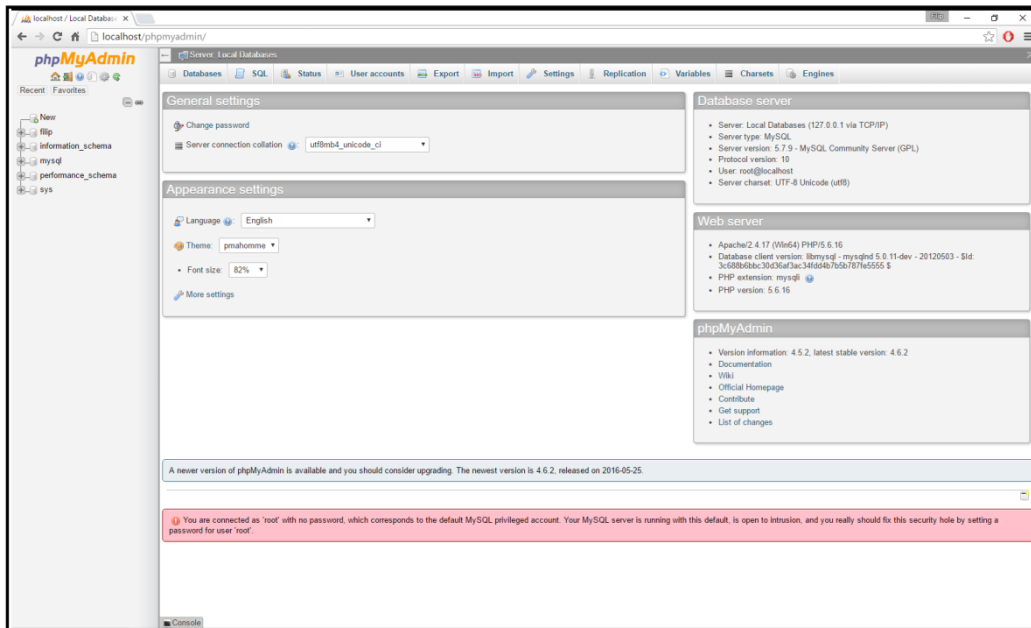 localhost / Local Databas
localhost/phpmyadmin/
phpMyAdmin
Recent Favorites
New
filip
information_schema
mysql
performance_schema
sys
Server: Local Databases
Databases SQL Status User accounts Export Import Settings Replication Variables Charsets Engines
General settings
Change password
Server connection collation : utf8mb4_unicode_ci
Appearance settings
Language : English
Theme: pmahomme
• Font size: 82%
More settings
Database server
• Server: Local Databases (127.0.0.1 via TCP/IP)
• Server type: MySQL
• Server version: 5.7.9 - MySQL Community Server (GPL)
• Protocol version: 10
• User: root@localhost
• Server charset: UTF-8 Unicode (utf8)
Web server
• Apache/2.4.17 (Win64) PHP/5.6.16
• Database client version: libmysql - mysqlnd 5.0.11-dev - 20120503 - $Id:
3c688b6bbc30d36af3ac34fdd4b7b5b787fe5555 $
• PHP extension: mysqli
• PHP version: 5.6.16
phpMyAdmin
• Version information: 4.5.2, latest stable version: 4.6.2
• Documentation
• Wiki
• Official Homepage
• Contribute
• Get support
• List of changes
A newer version of phpMyAdmin is available and you should consider upgrading. The newest version is 4.6.2, released on 2016-05-25.
You are connected as 'root' with no password, which corresponds to the default MySQL privileged account. Your MySQL server is running with this default, is open to intrusion, and you really should fix this security hole by setting a
password for user 'root'.
Console